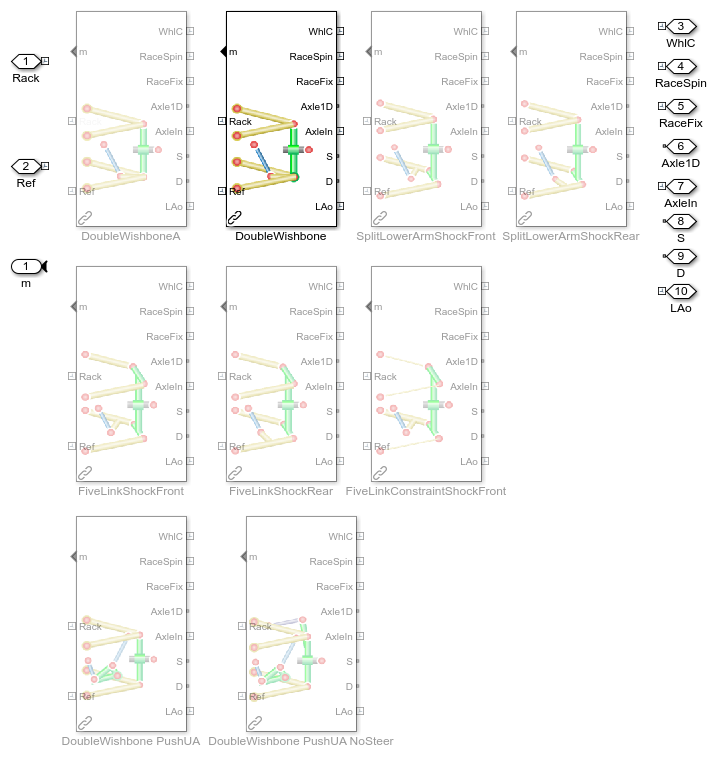 1
Rack
2
Ref
1
m
WhlC
m
RaceSpin
RaceFix
Axle1D
Rack
AxleIn
S
D
Ref
LAo
DoubleWishboneA
WhlC
m
RaceSpin
RaceFix
Axle1D
Rack
AxleIn
S
D
Ref
LAo
DoubleWishbone
WhlC
m
RaceSpin
RaceFix
Axle1D
Rack
AxleIn
S
D
Ref
LAo
SplitLowerArmShockFront
WhlC
m
RaceSpin
RaceFix
Axle1D
Rack
AxleIn
S
D
Ref
LAo
SplitLowerArmShockRear
3
WhlC
4
RaceSpin
5
RaceFix
6
Axle1D
7
AxleIn
8
S
9
D
10
LAo
WhlC
m
RaceSpin
RaceFix
Axle1D
Rack
AxleIn
S
D
Ref
LAo
FiveLinkShockFront
WhlC
m
RaceSpin
RaceFix
Axle1D
Rack
AxleIn
S
D
Ref
LAo
FiveLinkShockRear
WhlC
m
RaceSpin
RaceFix
Axle1D
Rack
AxleIn
S
D
Ref
LAo
FiveLinkConstraintShockFront
WhlC
m
RaceSpin
RaceFix
Axle1D
Rack
AxleIn
S
D
Ref
LAo
DoubleWishbone PushUA
WhlC
m
RaceSpin
RaceFix
Axle1D
Rack
AxleIn
S
D
Ref
LAo
DoubleWishbone PushUA NoSteer